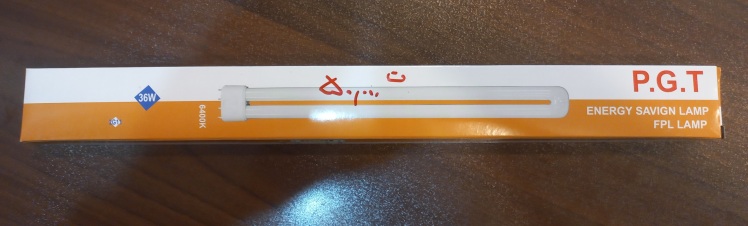 P.G.T
36W
6400K
ENERGY SAVIGN LAMP
FPL LAMP